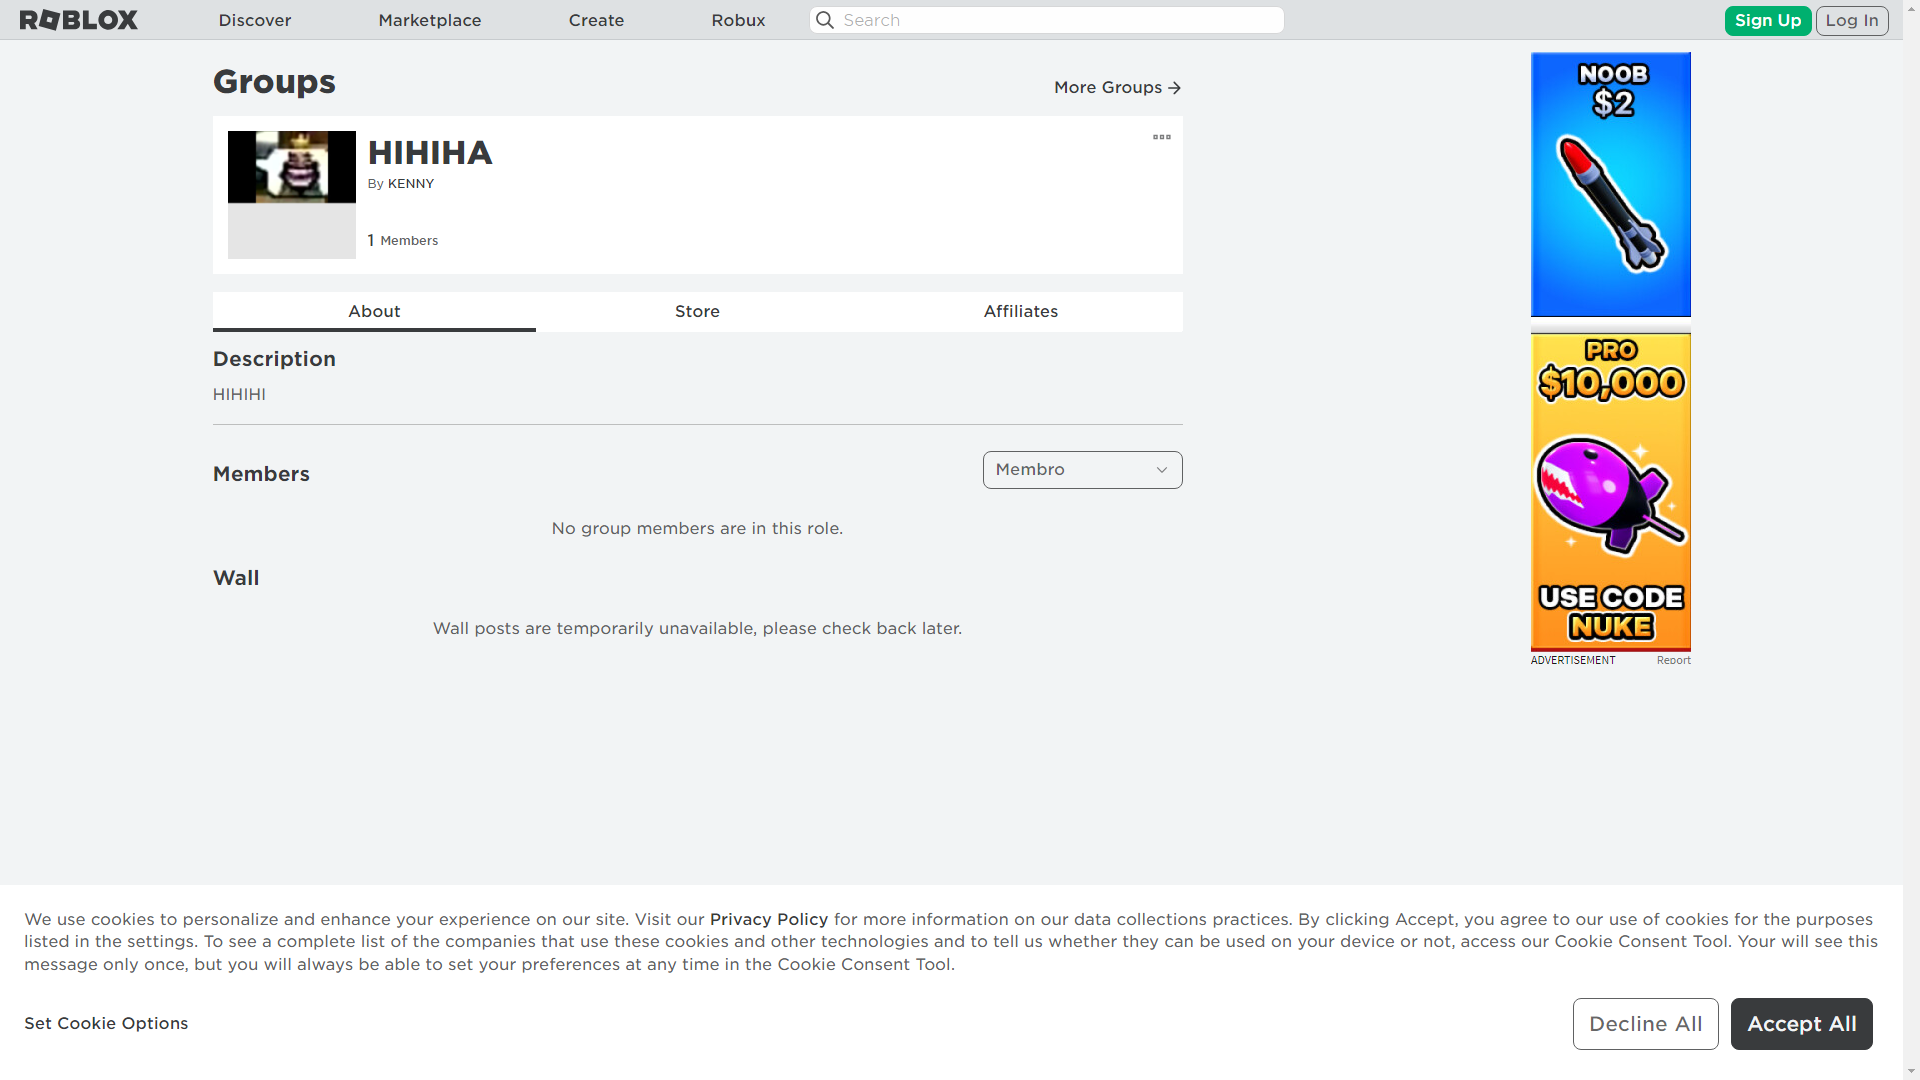 ROBLOX
Discover
Marketplace
Create
Robux
Search
Sign Up
Log In
Groups
More Groups
HIHIHA
By KENNY
1 Members
About
Store
Affiliates
Description
HIHIHI
Members
Membro
No group members are in this role.
Wall
Wall posts are temporarily unavailable, please check back later.
NOOB
$2
PRO
$10,000
USE CODE
NUKE
ADVERTISEMENT
Report
We use cookies to personalize and enhance your experience on our site. Visit our Privacy Policy for more information on our data collections practices. By clicking Accept, you agree to our use of cookies for the purposes
listed in the settings. To see a complete list of the companies that use these cookies and other technologies and to tell us whether they can be used on your device or not, access our Cookie Consent Tool. Your will see this
message only once, but you will always be able to set your preferences at any time in the Cookie Consent Tool.
Set Cookie Options
Decline All
Accept All